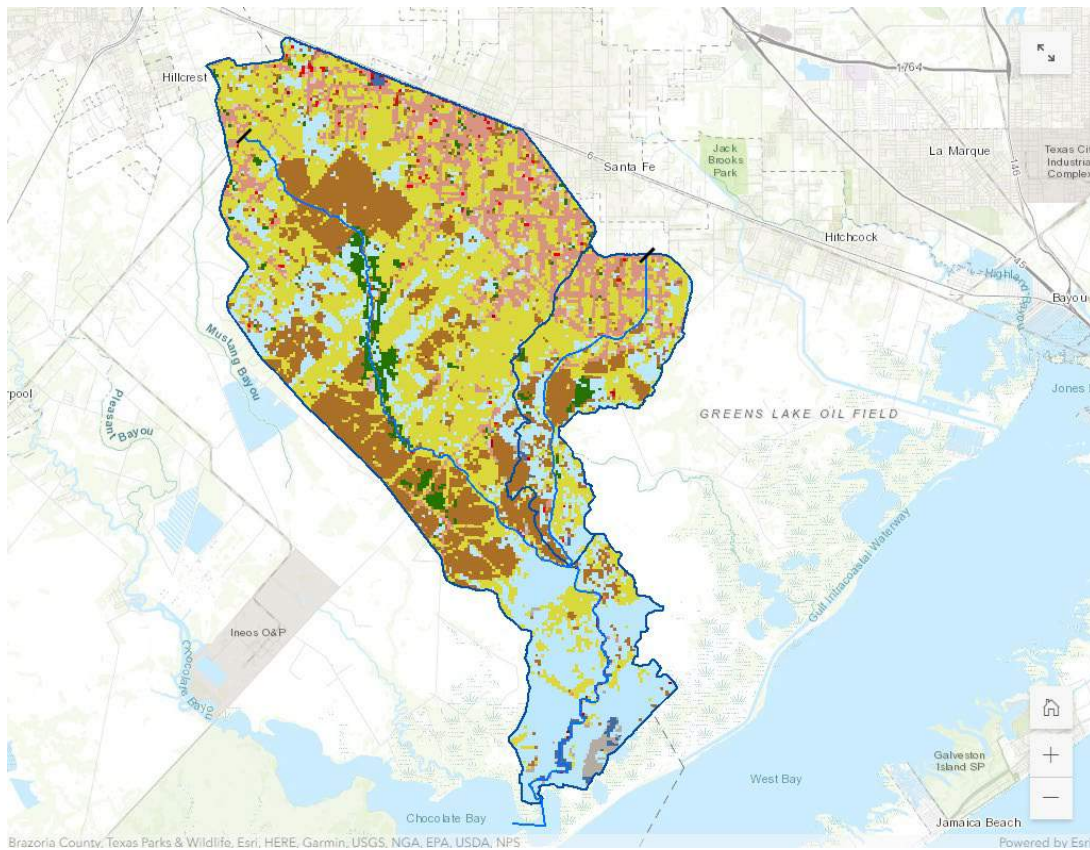 1764
Hillcrest
6
Santa Fe
Jack
Brooks
Park
La Marque
146
Texas City
Industr
Complex
Hitchcock
45
Highland Bayou
Bayou
Jones
Mustang Bayou
rpool
Pleasant
Bayou
GREENS LAKE OIL FIELD
Gulf Intracoastal Waterway
Ineos O&P
Chocolate
Bayou
Galveston
Island SP
West Bay
Chocolate Bay
Jamaica Beach
Brazoria County, Texas Parks & Wildlife, Esri, HERE, Garmin, USGS, NGA, EPA, USDA, NPS
Powered by Esri